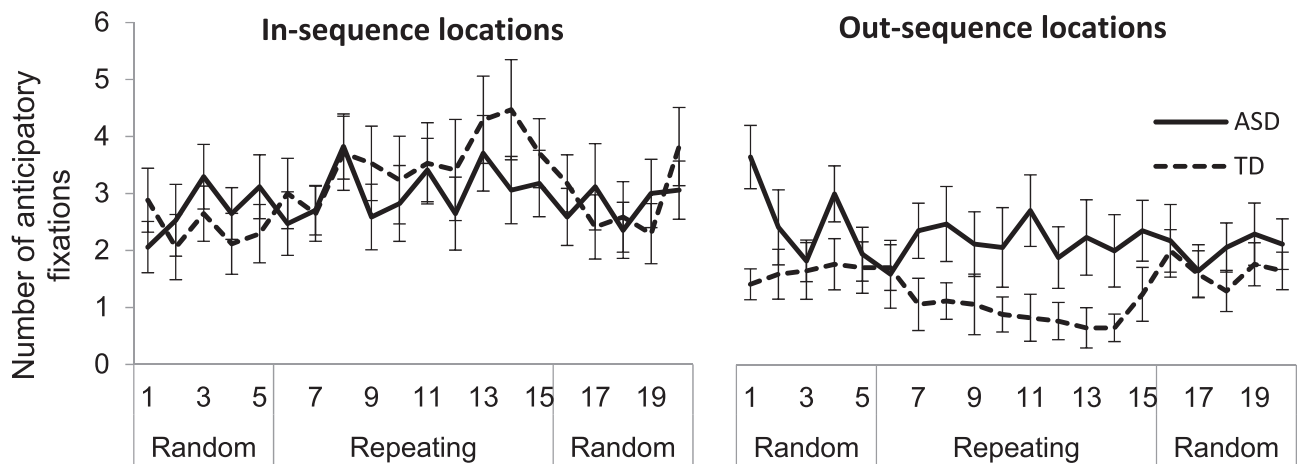 In-sequence locations
Out-sequence locations
Number of anticipatory
fixations
6
5
4
3
2
1
0
ASD
TD
1 3 5 7 9 11 13 15 17 19
Random Repeating Random
1 3 5 7 9 11 13 15 17 19
Random Repeating Random